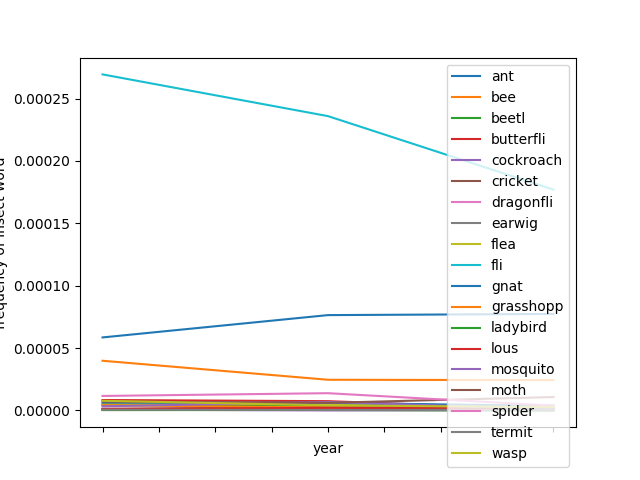 0.00025
0.00020
0.00015
0.00010
0.00005
0.00000
frequency of insect word
year
ant
bee
beetl
butterfli
cockroach
cricket
dragonfli
earwig
flea
fli
gnat
grasshopp
ladybird
lous
mosquito
moth
spider
termit
wasp